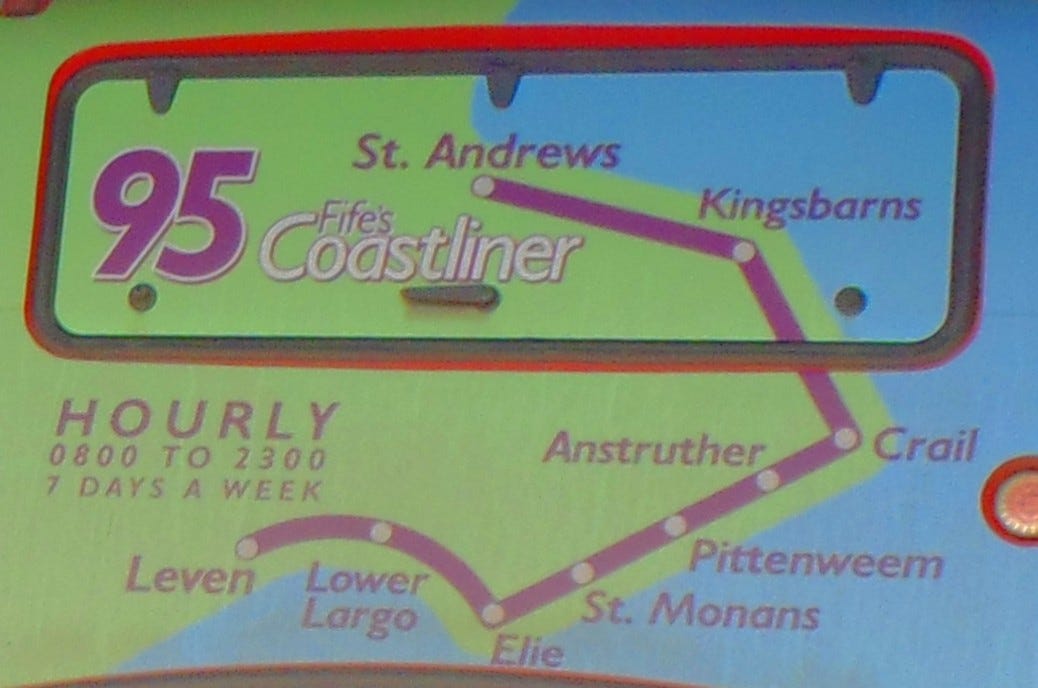 St. Andrews
Kingsbarns
95
Fife's
Coastliner
HOURLY
0800 TO 2300
7 DAYS A WEEK
Anstruther
Crail
Pittenweem
Leven
Lower
Largo
St. Monans
Elie